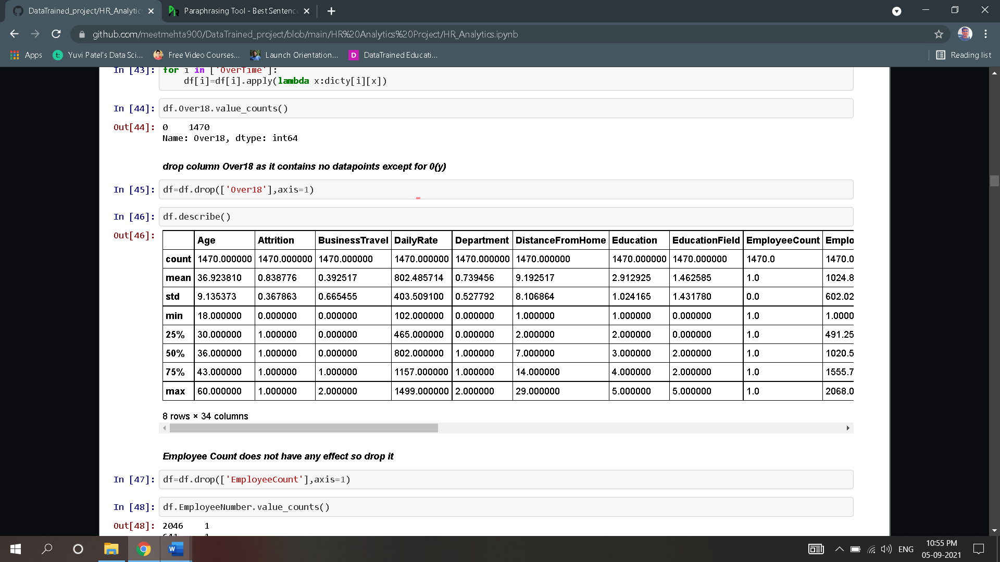 DataTrained_project/HR_Analytic
Paraphrasing Tool - Best Sentence
github.com/meetmehta900/DataTrained_project/blob/main/HR%20Analytics%20Project/HR_Analytics.ipynb
Apps
Yuvi Patel's Data Sci...
Free Video Courses...
Launch Orientation...
D DataTrained Educati...
Reading list
In [43]: for i in ['OverTime']:
df[i]=df[i].apply(lambda x:dicty[i][x])
In [44]: df.Over18.value_counts()
Out[44]: 0 1470
Name: Over18, dtype: int64
drop column Over18 as it contains no datapoints except for 0(y)
In [45]: df=df.drop(['Over18'],axis=1)
In [46]: df.describe()
Out[46]:
Age Attrition BusinessTravel DailyRate Department DistanceFromHome Education EducationField EmployeeCount Emplo
count 1470.000000 1470.000000 1470.000000 1470.000000 1470.000000 1470.000000 1470.000000 1470.000000 1470.0 1470.0
mean 36.923810 0.838776 0.392517 802.485714 0.739456 9.192517 2.912925 1.462585 1.0 1024.8
std 9.135373 0.367863 0.665455 403.509100 0.527792 8.106864 1.024165 1.431780 0.0 602.02
min 18.000000 0.000000 0.000000 102.000000 0.000000 1.000000 1.000000 0.000000 1.0 1.0000
25% 30.000000 1.000000 0.000000 465.000000 0.000000 2.000000 2.000000 0.000000 1.0 491.25
50% 36.000000 1.000000 0.000000 802.000000 1.000000 7.000000 3.000000 2.000000 1.0 1020.5
75% 43.000000 1.000000 1.000000 1157.000000 1.000000 14.000000 4.000000 2.000000 1.0 1555.7
max 60.000000 1.000000 2.000000 1499.000000 2.000000 29.000000 5.000000 5.000000 1.0 2068.0
8 rows × 34 columns
Employee Count does not have any effect so drop it
In [47]: df=df.drop(['EmployeeCount'],axis=1)
In [48]: df.EmployeeNumber.value_counts()
Out[48]: 2046 1
641 1
ENG
10:55 PM
05-09-2021